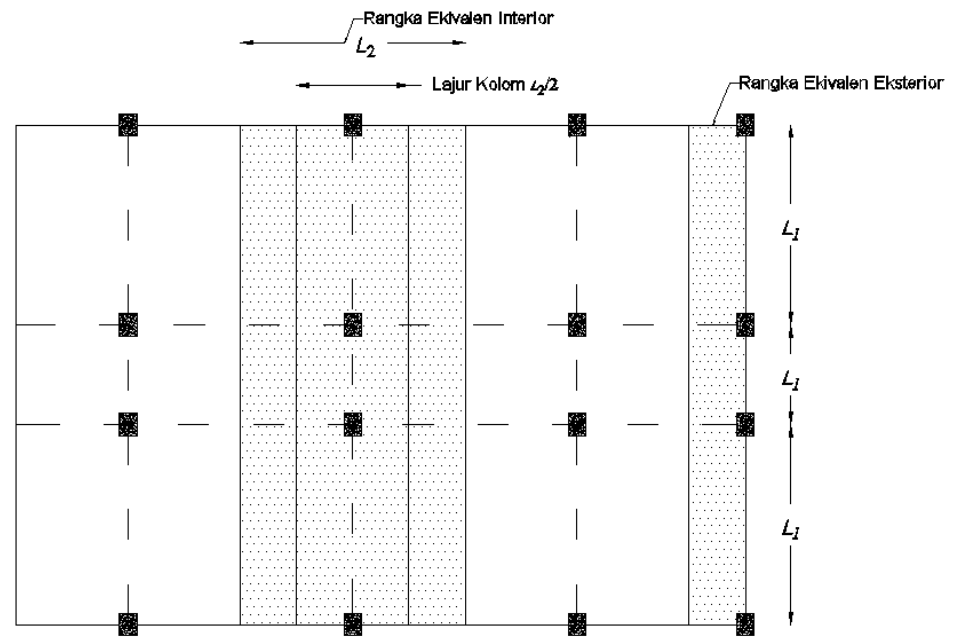 Rangka Ekivalen Interior
L2
Lajur Kolom L2/2
Rangka Ekivalen Eksterior
L1
L1
L1